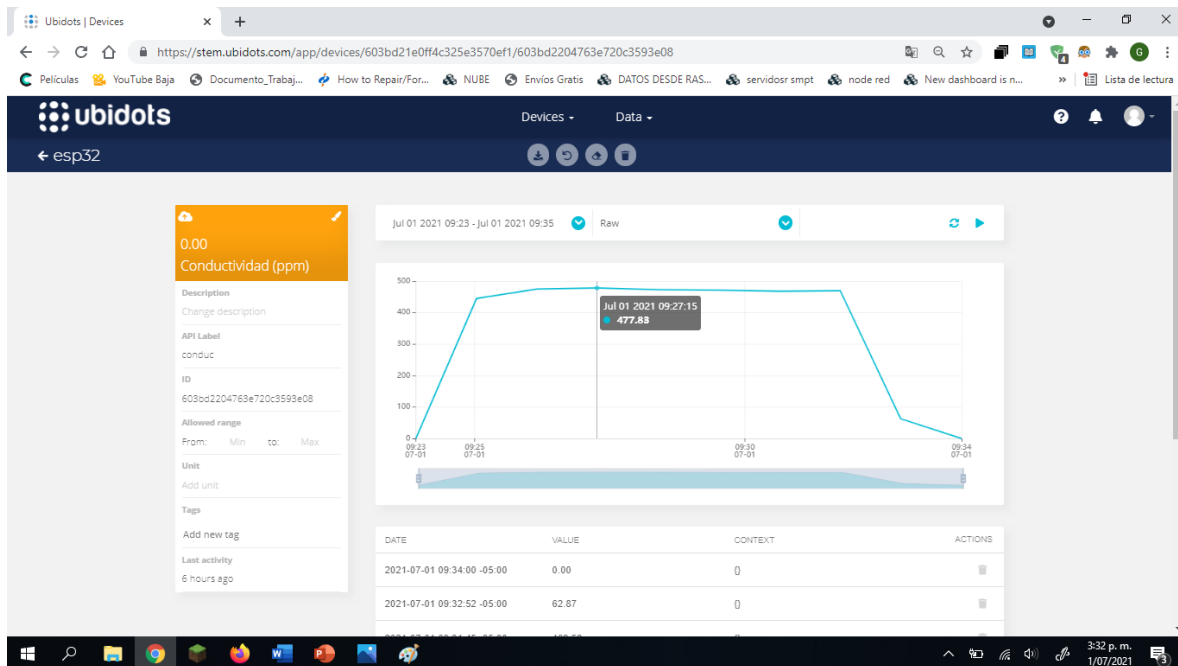 Ubidots | Devices
https://stem.ubidots.com/app/devices/603bd21e0ff4c325e3570ef1/603bd2204763e720c3593e08
G
Películas YouTube Baja Documento_Trabaj... How to Repair/For... NUBE Envíos Gratis DATOS DESDE RAS... servidosr smpt node red New dashboard is n... » Lista de lectura
ubidots
Devices Data
esp32
0.00
Conductividad (ppm)
Description
Change description
API Label
conduc
ID
603bd2204763e720c3593e08
Allowed range
From: Min to: Max
Unit
Add unit
Tags
Add new tag
Last activity
6 hours ago
Jul 01 2021 09:23 - Jul 01 2021 09:35 Raw
500
400
300
200
100
0
Jul 01 2021 09:27:15
477.83
09:23 09:25 09:30 09:34
07-01 07-01 07-01 07-01
DATE VALUE CONTEXT ACTIONS
2021-07-01 09:34:00 -05:00 0.00 {}
2021-07-01 09:32:52 -05:00 62.87 {}
3:32 p. m.
1/07/2021
3